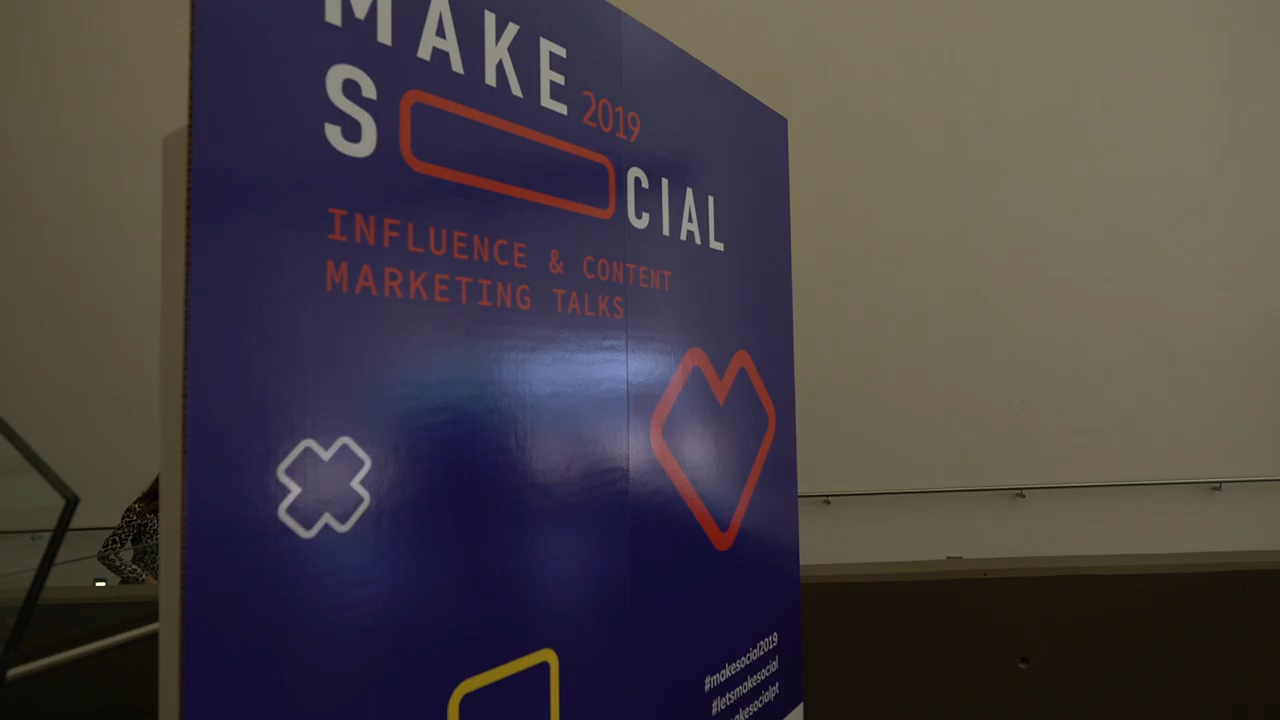 MAKE
2019
S CIAL
INFLUENCE & CONTENT
MARKETING TALKS
#makesocial2019
#letsmakesocial